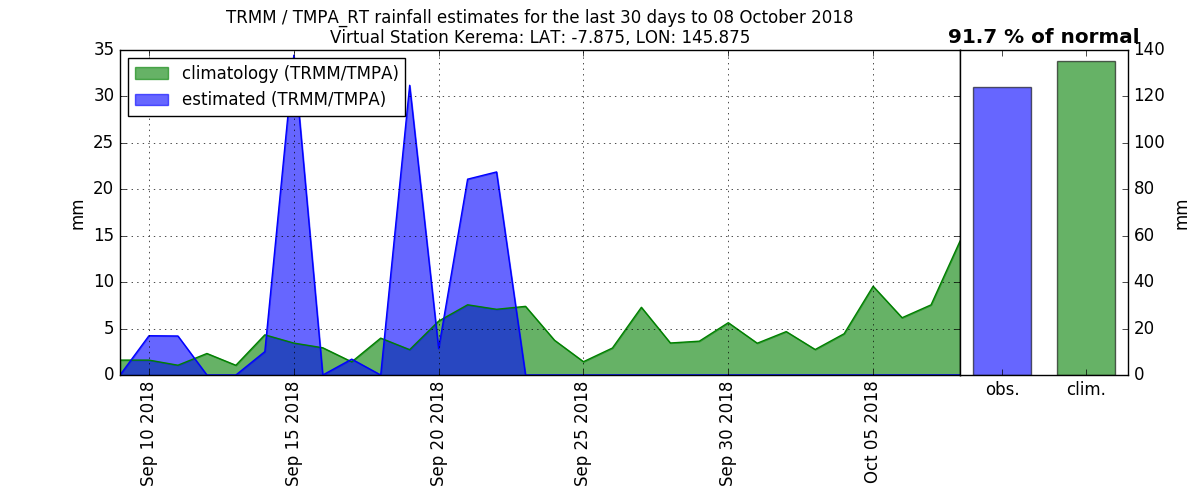 TRMM / TMPA_RT rainfall estimates for the last 30 days to 08 October 2018
Virtual Station Kerema: LAT: -7.875, LON: 145.875
91.7 % of normal
climatology (TRMM/TMPA)
estimated (TRMM/TMPA)
35
30
25
20
15
10
5
0
mm
Sep 10 2018
Sep 15 2018
Sep 20 2018
Sep 25 2018
Sep 30 2018
Oct 05 2018
obs.
clim.
140
120
100
80
60
40
20
0
mm